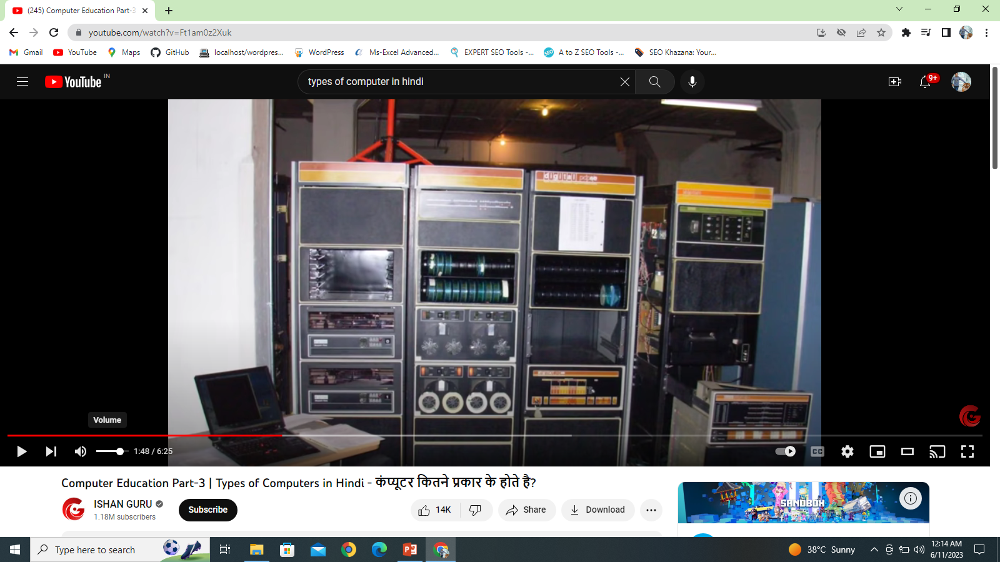 (245) Computer Education Part-3
youtube.com/watch?v=Ft1am0z2Xuk
Gmail
YouTube
Maps
GitHub
localhost/wordpres...
WordPress
Ms-Excel Advanced...
EXPERT SEO Tools -...
A to Z SEO Tools -...
SEO Khazana: Your...
YouTube IN
types of computer in hindi
9+
digital
Volume
1:48 / 6:25
CC
Computer Education Part-3 | Types of Computers in Hindi - कंप्यूटर कितने प्रकार के होते है?
ISHAN GURU
1.18M subscribers
Subscribe
14K
Share
Download
SANDBOX
Type here to search
38°C Sunny
12:14 AM
6/11/2023